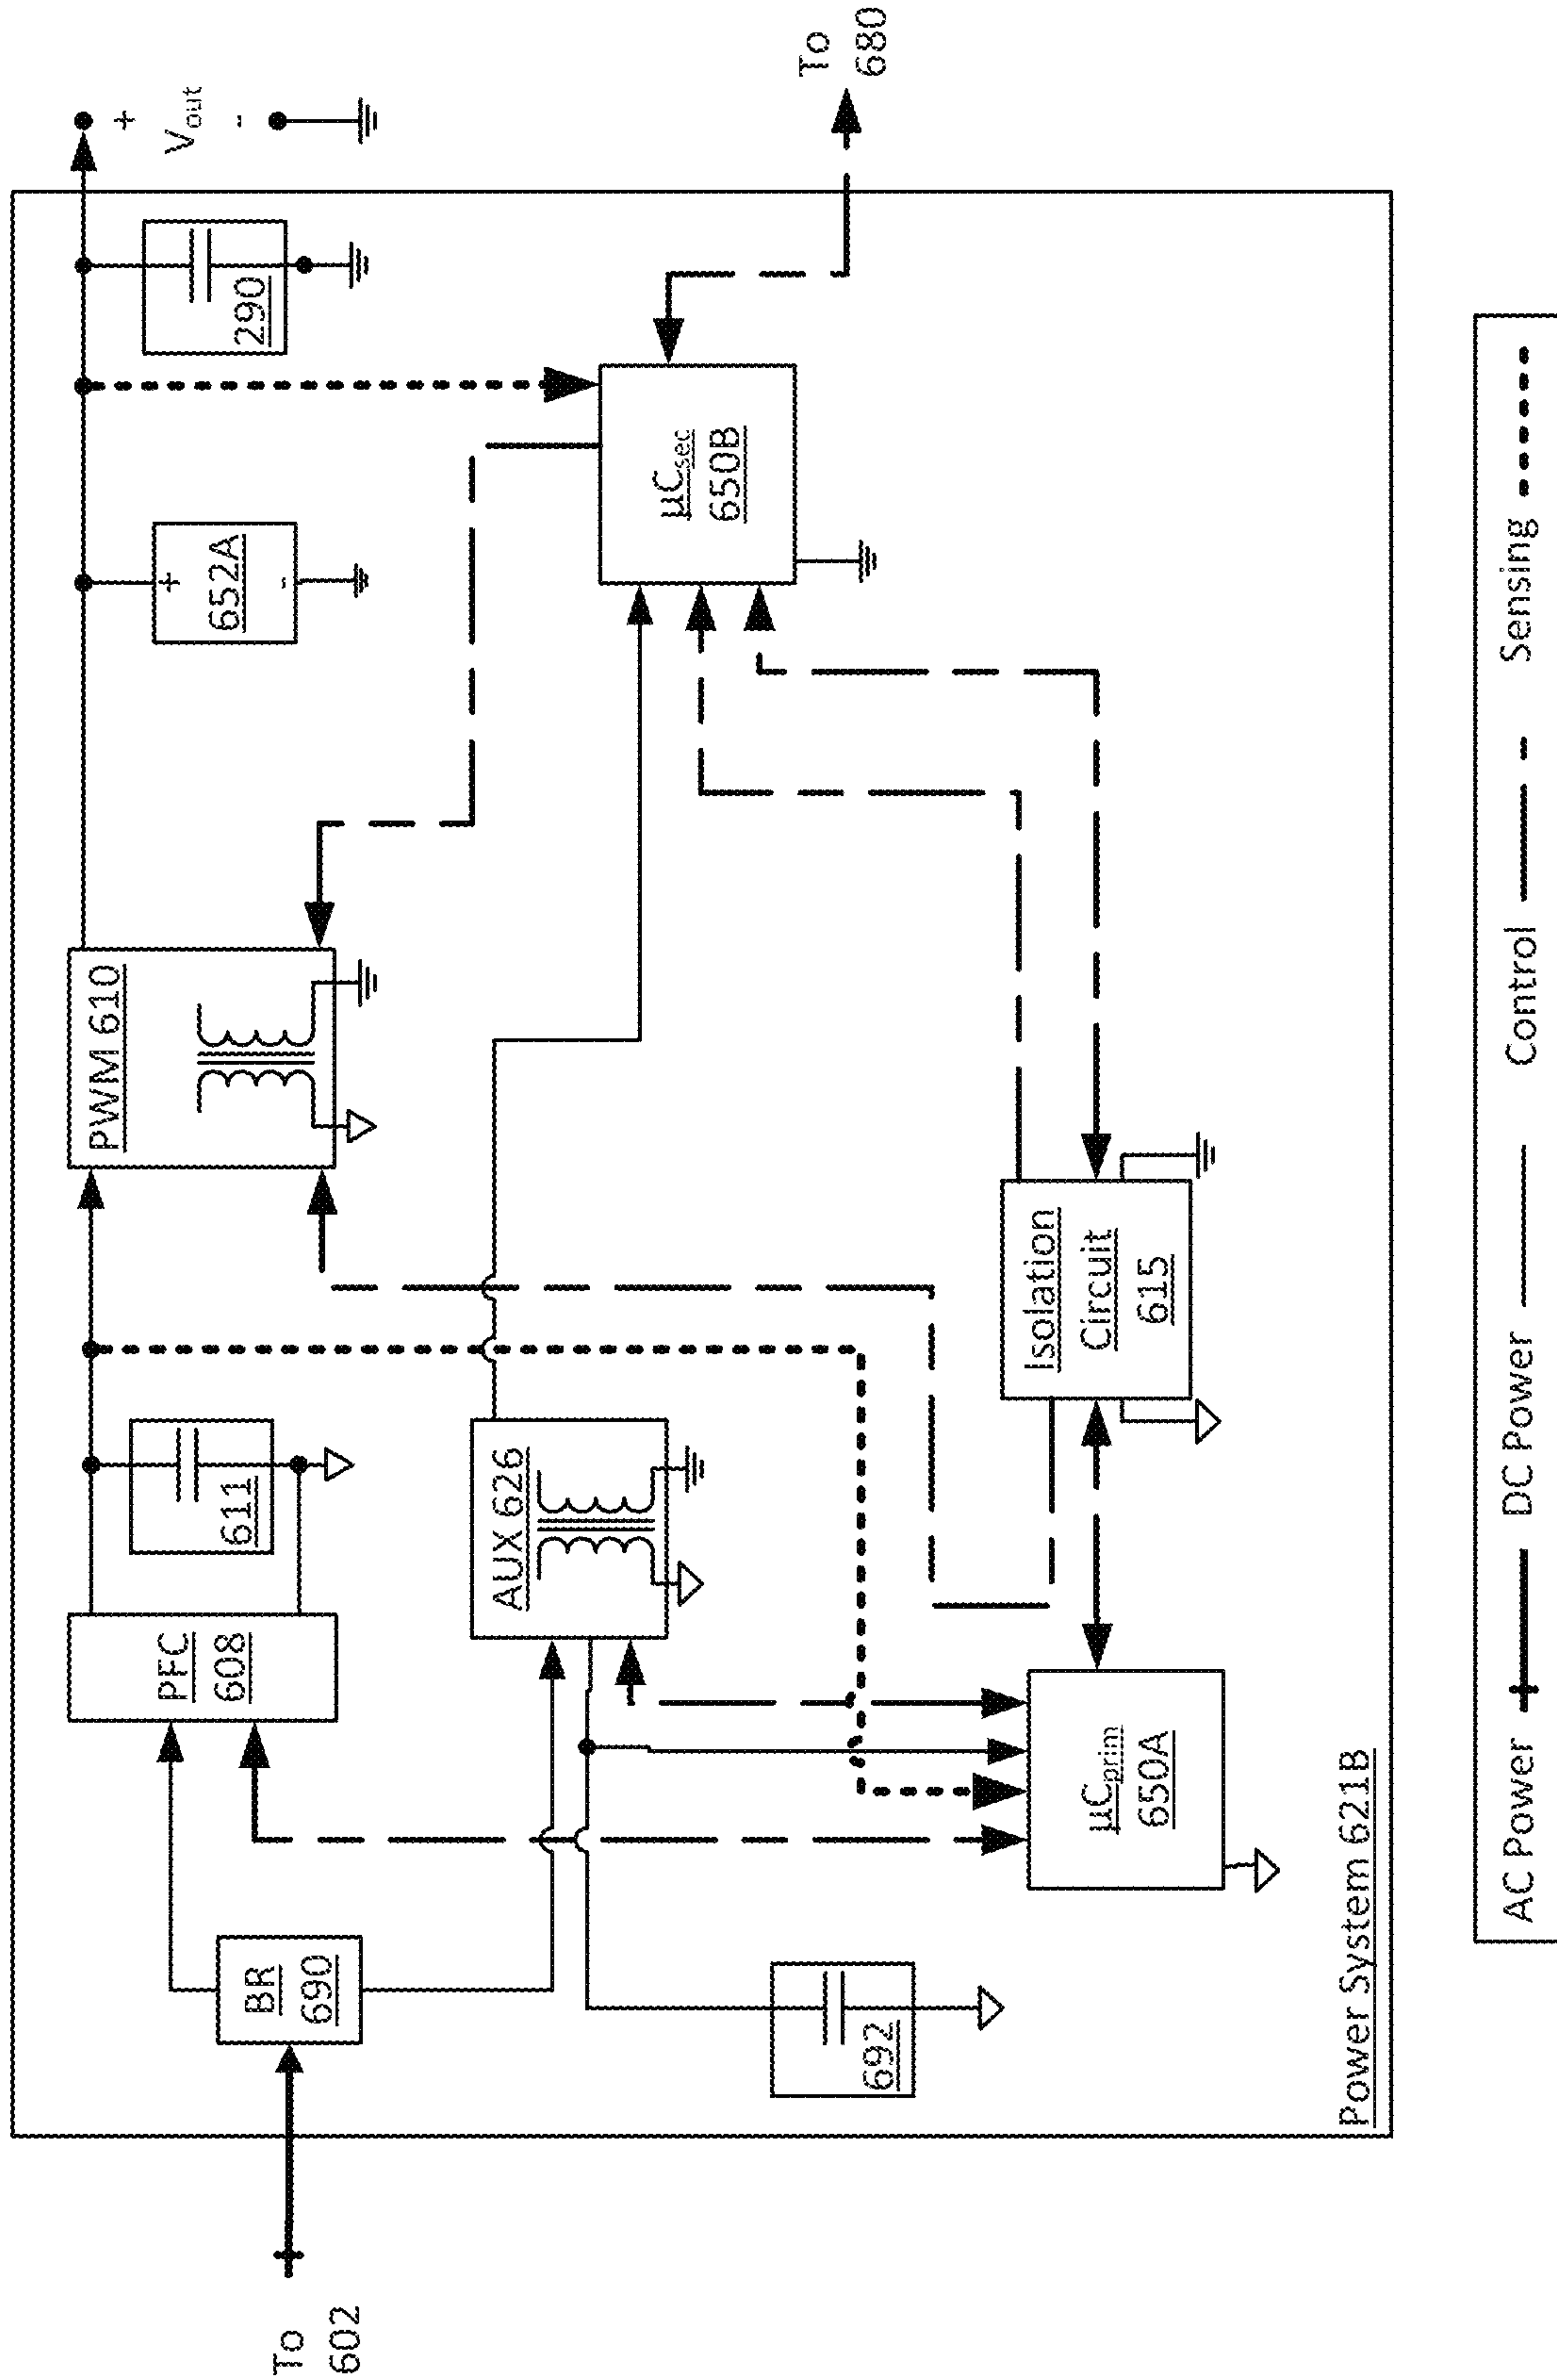 To
602
BR
690
PFC
608
611
PWM 610
652A
+
-
290
+
Vout
-
AUX 626
692
µCprim
650A
Isolation
Circuit
615
µCsec
650B
To
680
Power System 621B
AC Power DC Power Control Sensing